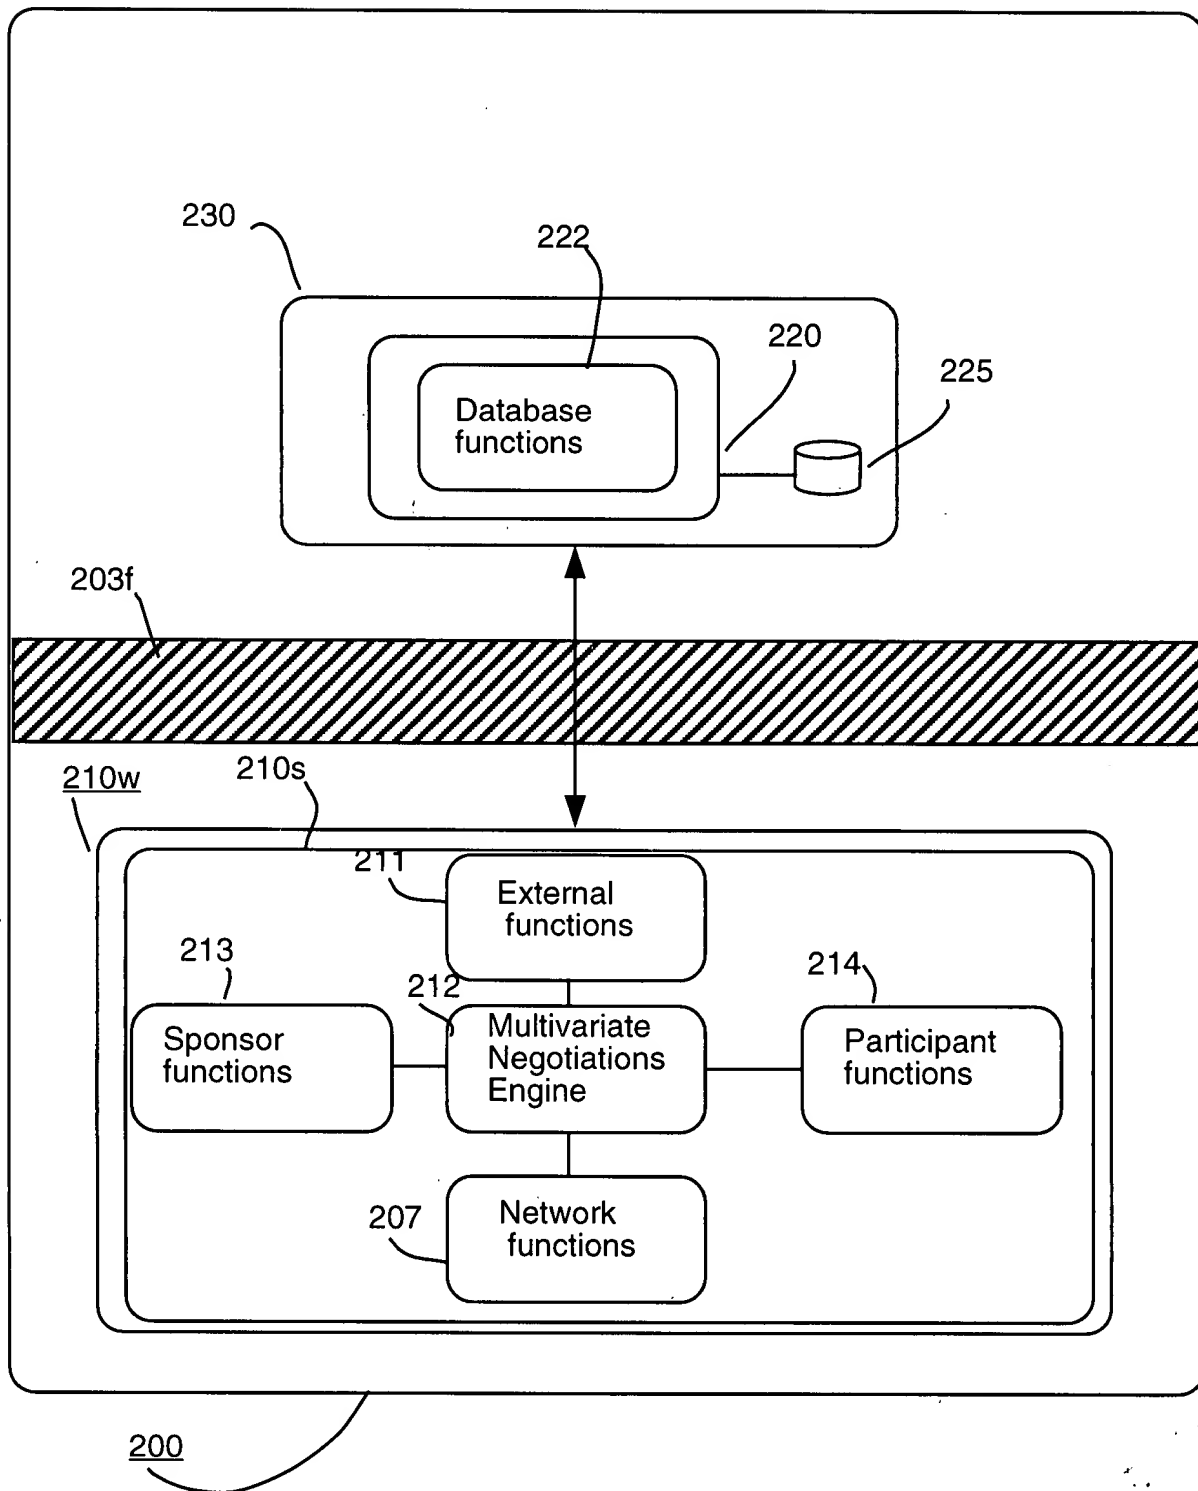 230
222
220
225
Database
functions
203f
210w
210s
211
External
functions
213
212
214
Sponsor
functions
Multivariate
Negotiations
Engine
Participant
functions
207
Network
functions
200